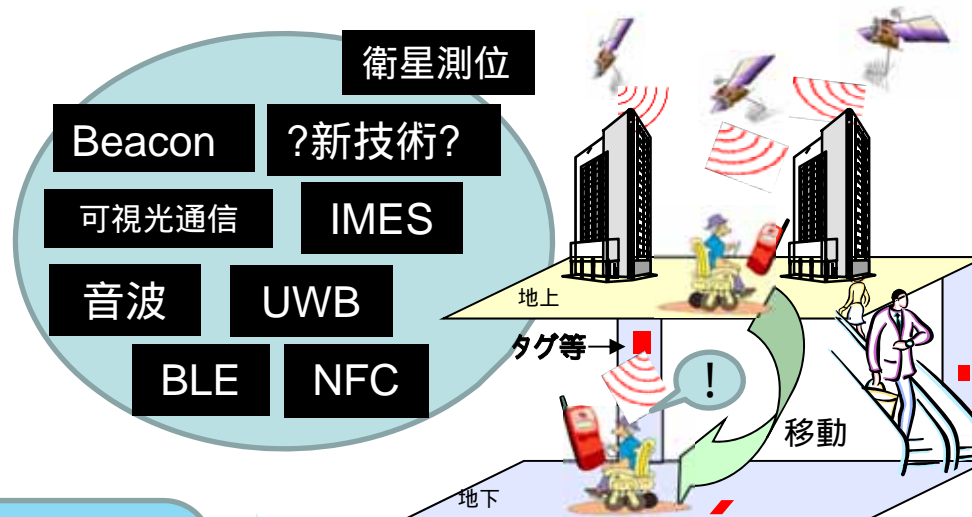 衛星測位
Beacon
?新技術?
可視光通信
IMES
音波
UWB
BLE
NFC
地上
タグ等→
!
移動
地下